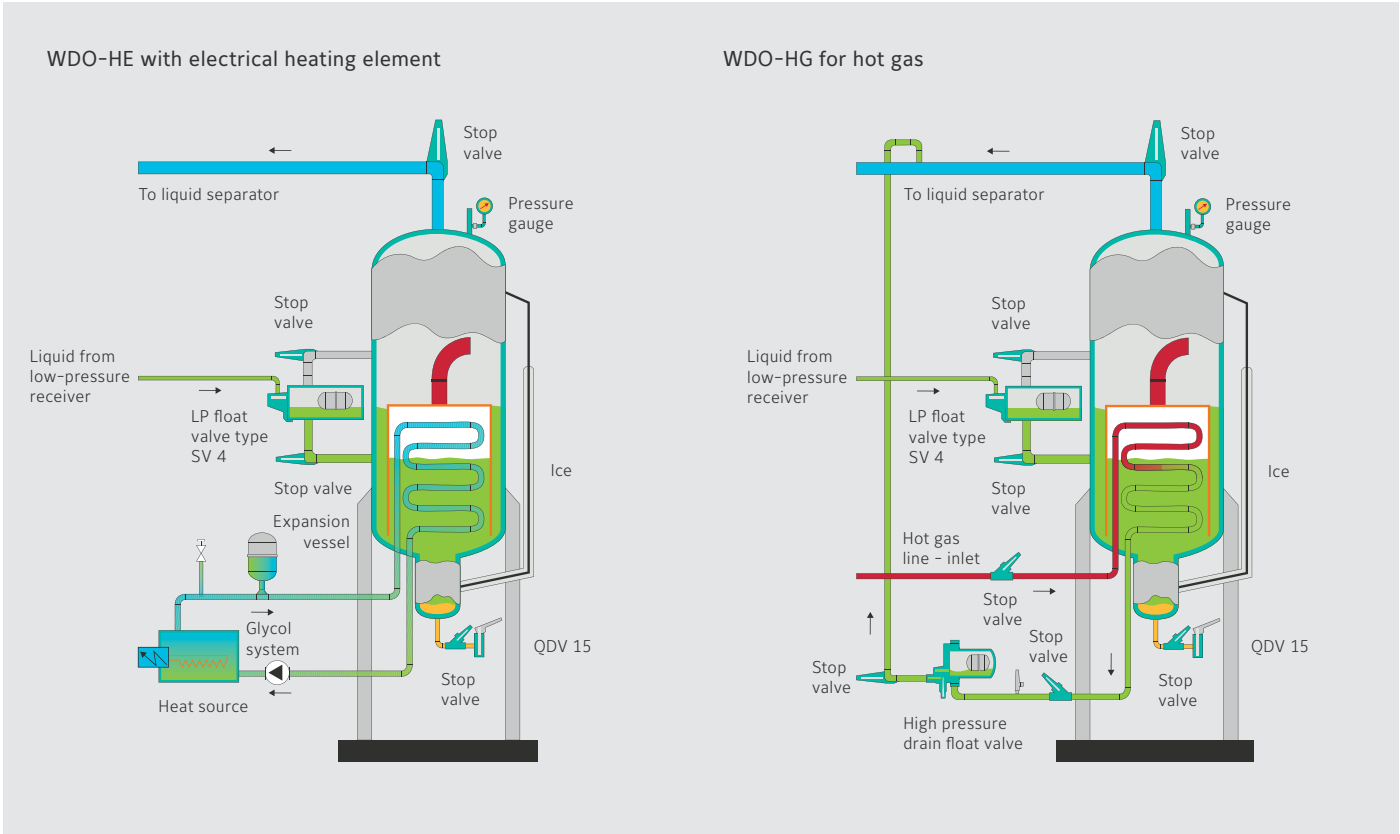 WDO-HE with electrical heating element
Stop
valve
To liquid separator
Pressure
gauge
Stop
valve
Liquid from
low-pressure
receiver
LP float
valve type
SV 4
Stop valve
Ice
Expansion
vessel
Glycol
system
Heat source
Stop
valve
QDV 15
WDO-HG for hot gas
Stop
valve
To liquid separator
Pressure
gauge
Stop
valve
Liquid from
low-pressure
receiver
LP float
valve type
SV 4
Stop
valve
Ice
Hot gas
line - inlet
Stop
valve
Stop
valve
Stop
valve
High pressure
drain float valve
Stop
valve
QDV 15